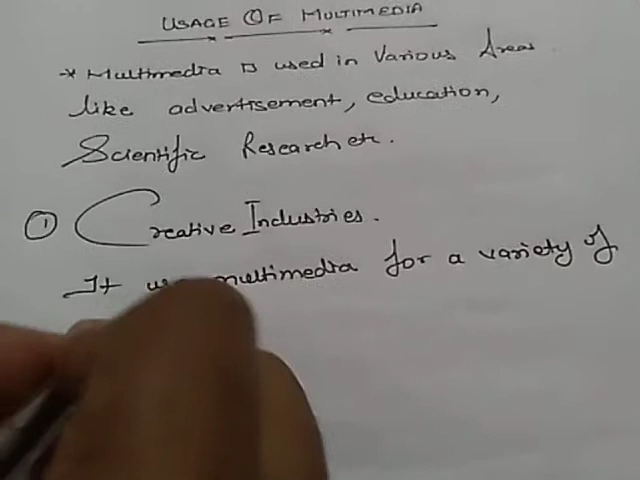 USAGE OF MULTIMEDIA
* Multimedia is used in Various Areas
like advertisement, education,
Scientific Research etc.
① Creative Industries.
It multimedia for a variety of